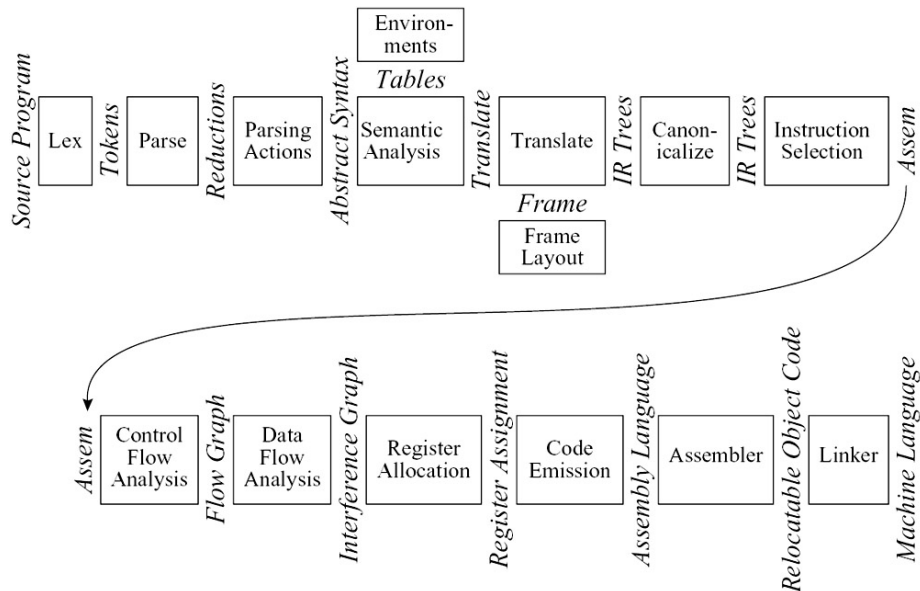 Environ-
ments
Tables
Source Program
Lex
Tokens
Parse
Reductions
Parsing
Actions
Abstract Syntax
Semantic
Analysis
Translate
Translate
IR Trees
Canon-
icalize
IR Trees
Instruction
Selection
Assem
Frame
Frame
Layout
Assem
Control
Flow
Analysis
Flow Graph
Data
Flow
Analysis
Interference Graph
Register
Allocation
Register Assignment
Code
Emission
Assembly Language
Assembler
Relocatable Object Code
Linker
Machine Language